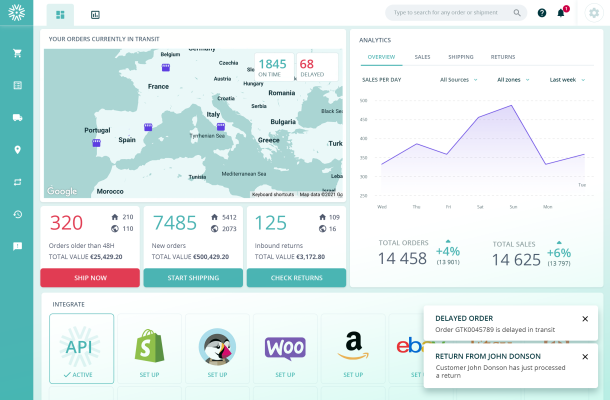 Type to search for any order or shipment
1
YOUR ORDERS CURRENTLY IN TRANSIT
Germany
Belgium
Czechia
Austria
Hungary
France
Croatia
Romania
Serbia
Italy
Bulgaria
Black Sea
Portugal
Spain
Tyrrhenian Sea
Greece
Turk
Mediterranean Sea
Tunisia
Leba
Israel
Morocco
Google
Keyboard shortcuts
Map data ©2021 Go
1845
ON TIME
68
DELAYED
320
210
110
Orders older than 48H
TOTAL VALUE €25,429.20
SHIP NOW
7485
5412
2073
New orders
TOTAL VALUE €500,429.20
START SHIPPING
125
109
16
Inbound returns
TOTAL VALUE €3,172.80
CHECK RETURNS
ANALYTICS
OVERVIEW
SALES
SHIPPING
RETURNS
SALES PER DAY
All Sources
All zones
Last week
500
450
400
350
300
250
Tue
Wed
Thu
Fri
Sat
Sun
Mon
TOTAL ORDERS
14 458
+4%
(13 901)
TOTAL SALES
14 625
+6%
(13 797)
INTEGRATE
API
ACTIVE
S
SET UP
SET UP
WOO
SET UP
a
SET UP
eb
SET UP
DELAYED ORDER
Order GTK0045789 is delayed in transit
RETURN FROM JOHN DONSON
Customer John Donson has just processed
a return